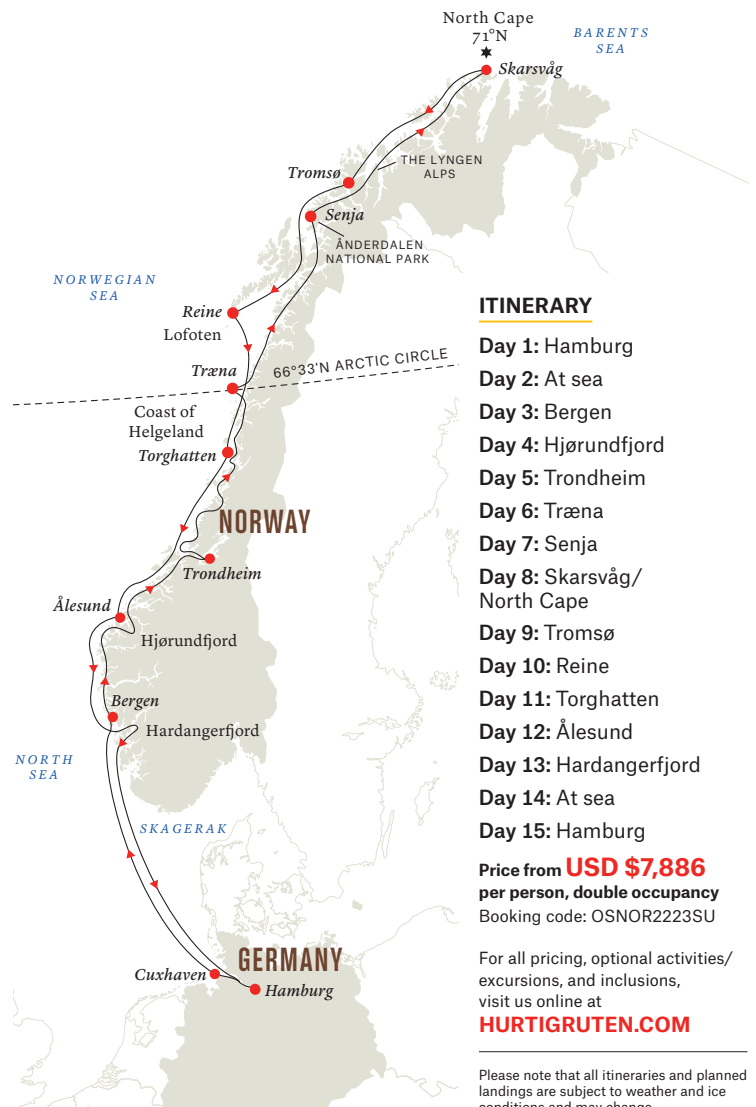 North Cape
71°N
BARENTS
SEA
Skarsvåg
THE LYNGEN
ALPS
Tromsø
Senja
ÅNDERDALEN
NATIONAL PARK
NORWEGIAN
SEA
Reine
Lofoten
Træna
66°33'N ARCTIC CIRCLE
Coast of
Helgeland
Torghatten
NORWAY
Trondheim
Ålesund
Hjørundfjord
Bergen
Hardangerfjord
NORTH
SEA
SKAGERAK
GERMANY
Cuxhaven
Hamburg
ITINERARY
Day 1: Hamburg
Day 2: At sea
Day 3: Bergen
Day 4: Hjørundfjord
Day 5: Trondheim
Day 6: Træna
Day 7: Senja
Day 8: Skarsvåg/
North Cape
Day 9: Tromsø
Day 10: Reine
Day 11: Torghatten
Day 12: Ålesund
Day 13: Hardangerfjord
Day 14: At sea
Day 15: Hamburg
Price from USD $7,886
per person, double occupancy
Booking code: OSNOR2223SU
For all pricing, optional activities/
excursions, and inclusions,
visit us online at
HURTIGRUTEN.COM
Please note that all itineraries and planned
landings are subject to weather and ice
conditions and may change.